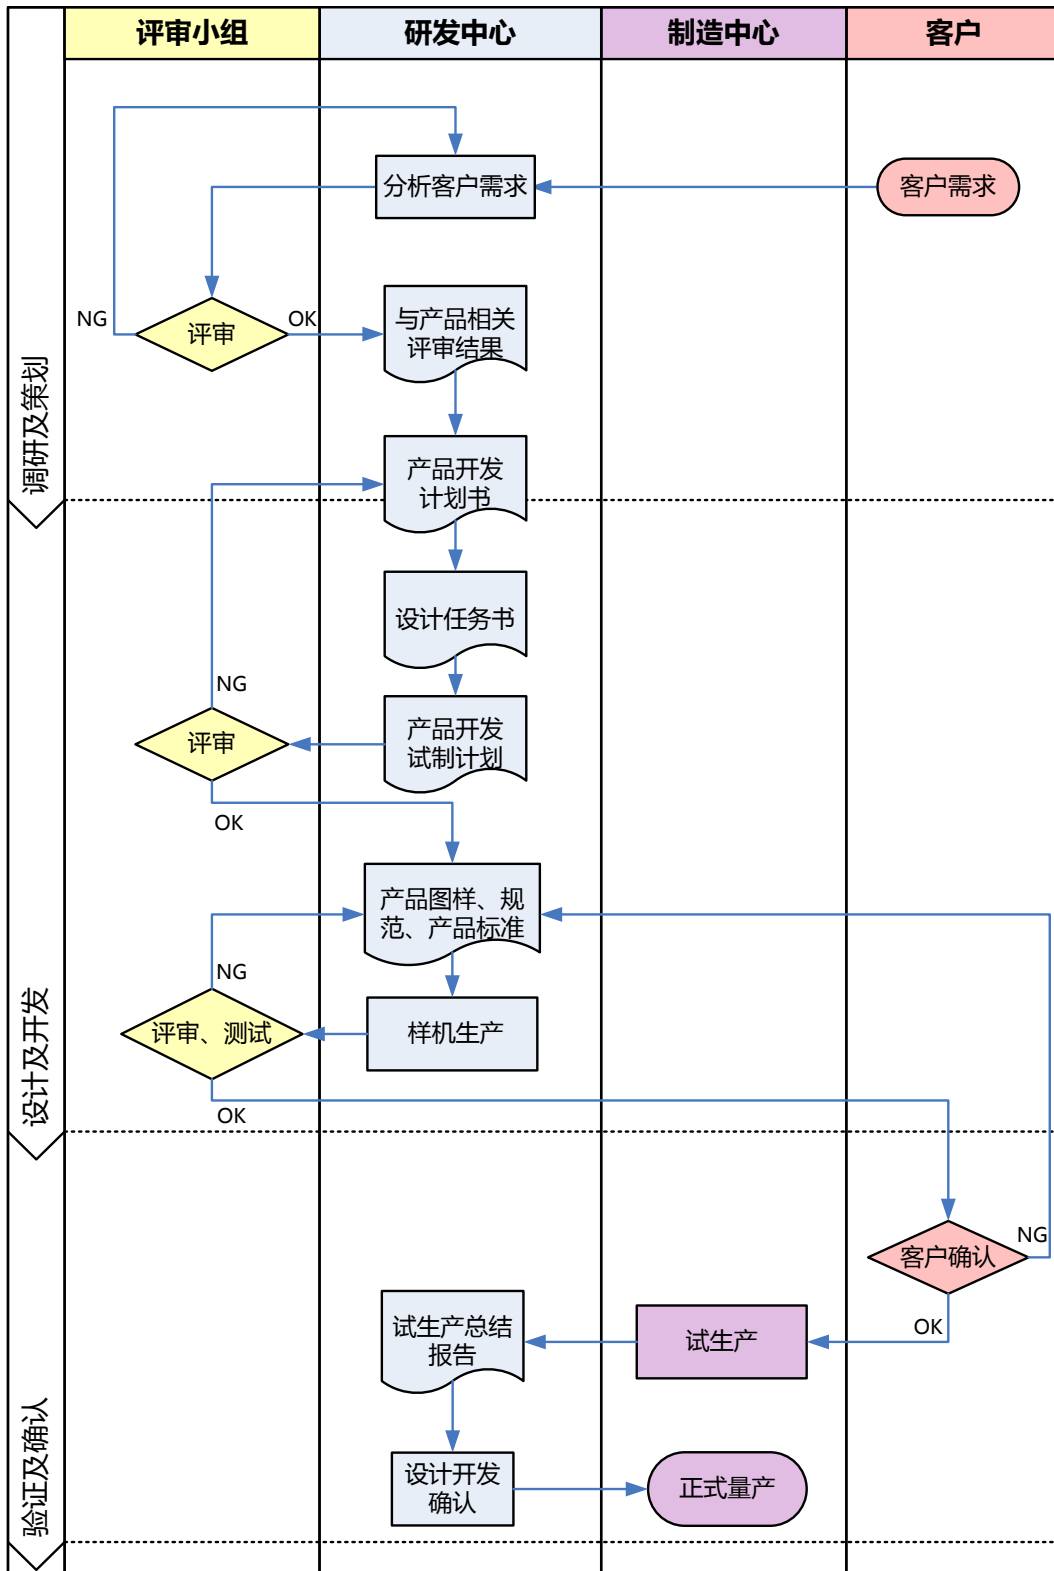 评审小组
研发中心
制造中心
客户
分析客户需求
客户需求
NG
评审
OK
与产品相关
评审结果
调研及策划
产品开发
计划书
设计任务书
NG
评审
产品开发
试制计划
OK
产品图样、规
范、产品标准
NG
评审、测试
样机生产
设计及开发
OK
客户确认
NG
试生产总结
报告
试生产
OK
验证及确认
设计开发
确认
正式量产